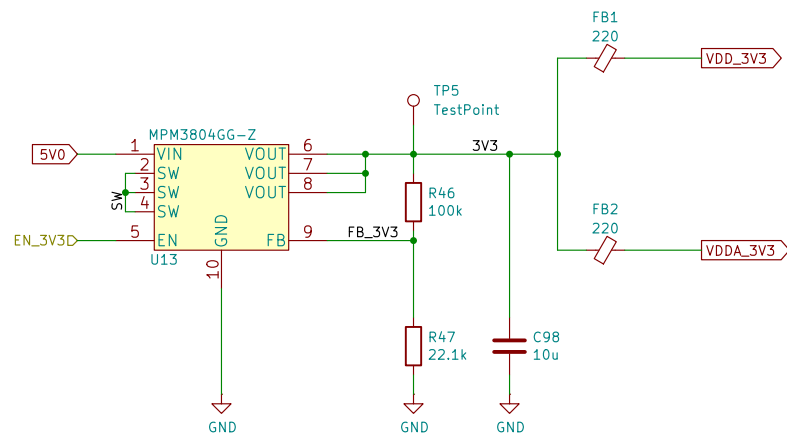 FB1
220
VDD_3V3
TP5
TestPoint
MPM3804GG-Z
5V0
1
VIN
VOUT
6
3V3
2
SW
VOUT
7
3
SW
VOUT
8
4
SW
SW
R46
100k
FB2
220
VDDA_3V3
EN_3V3
5
EN
GND
FB
9
FB_3V3
U13
10
R47
22.1k
C98
10u
GND
GND
GND